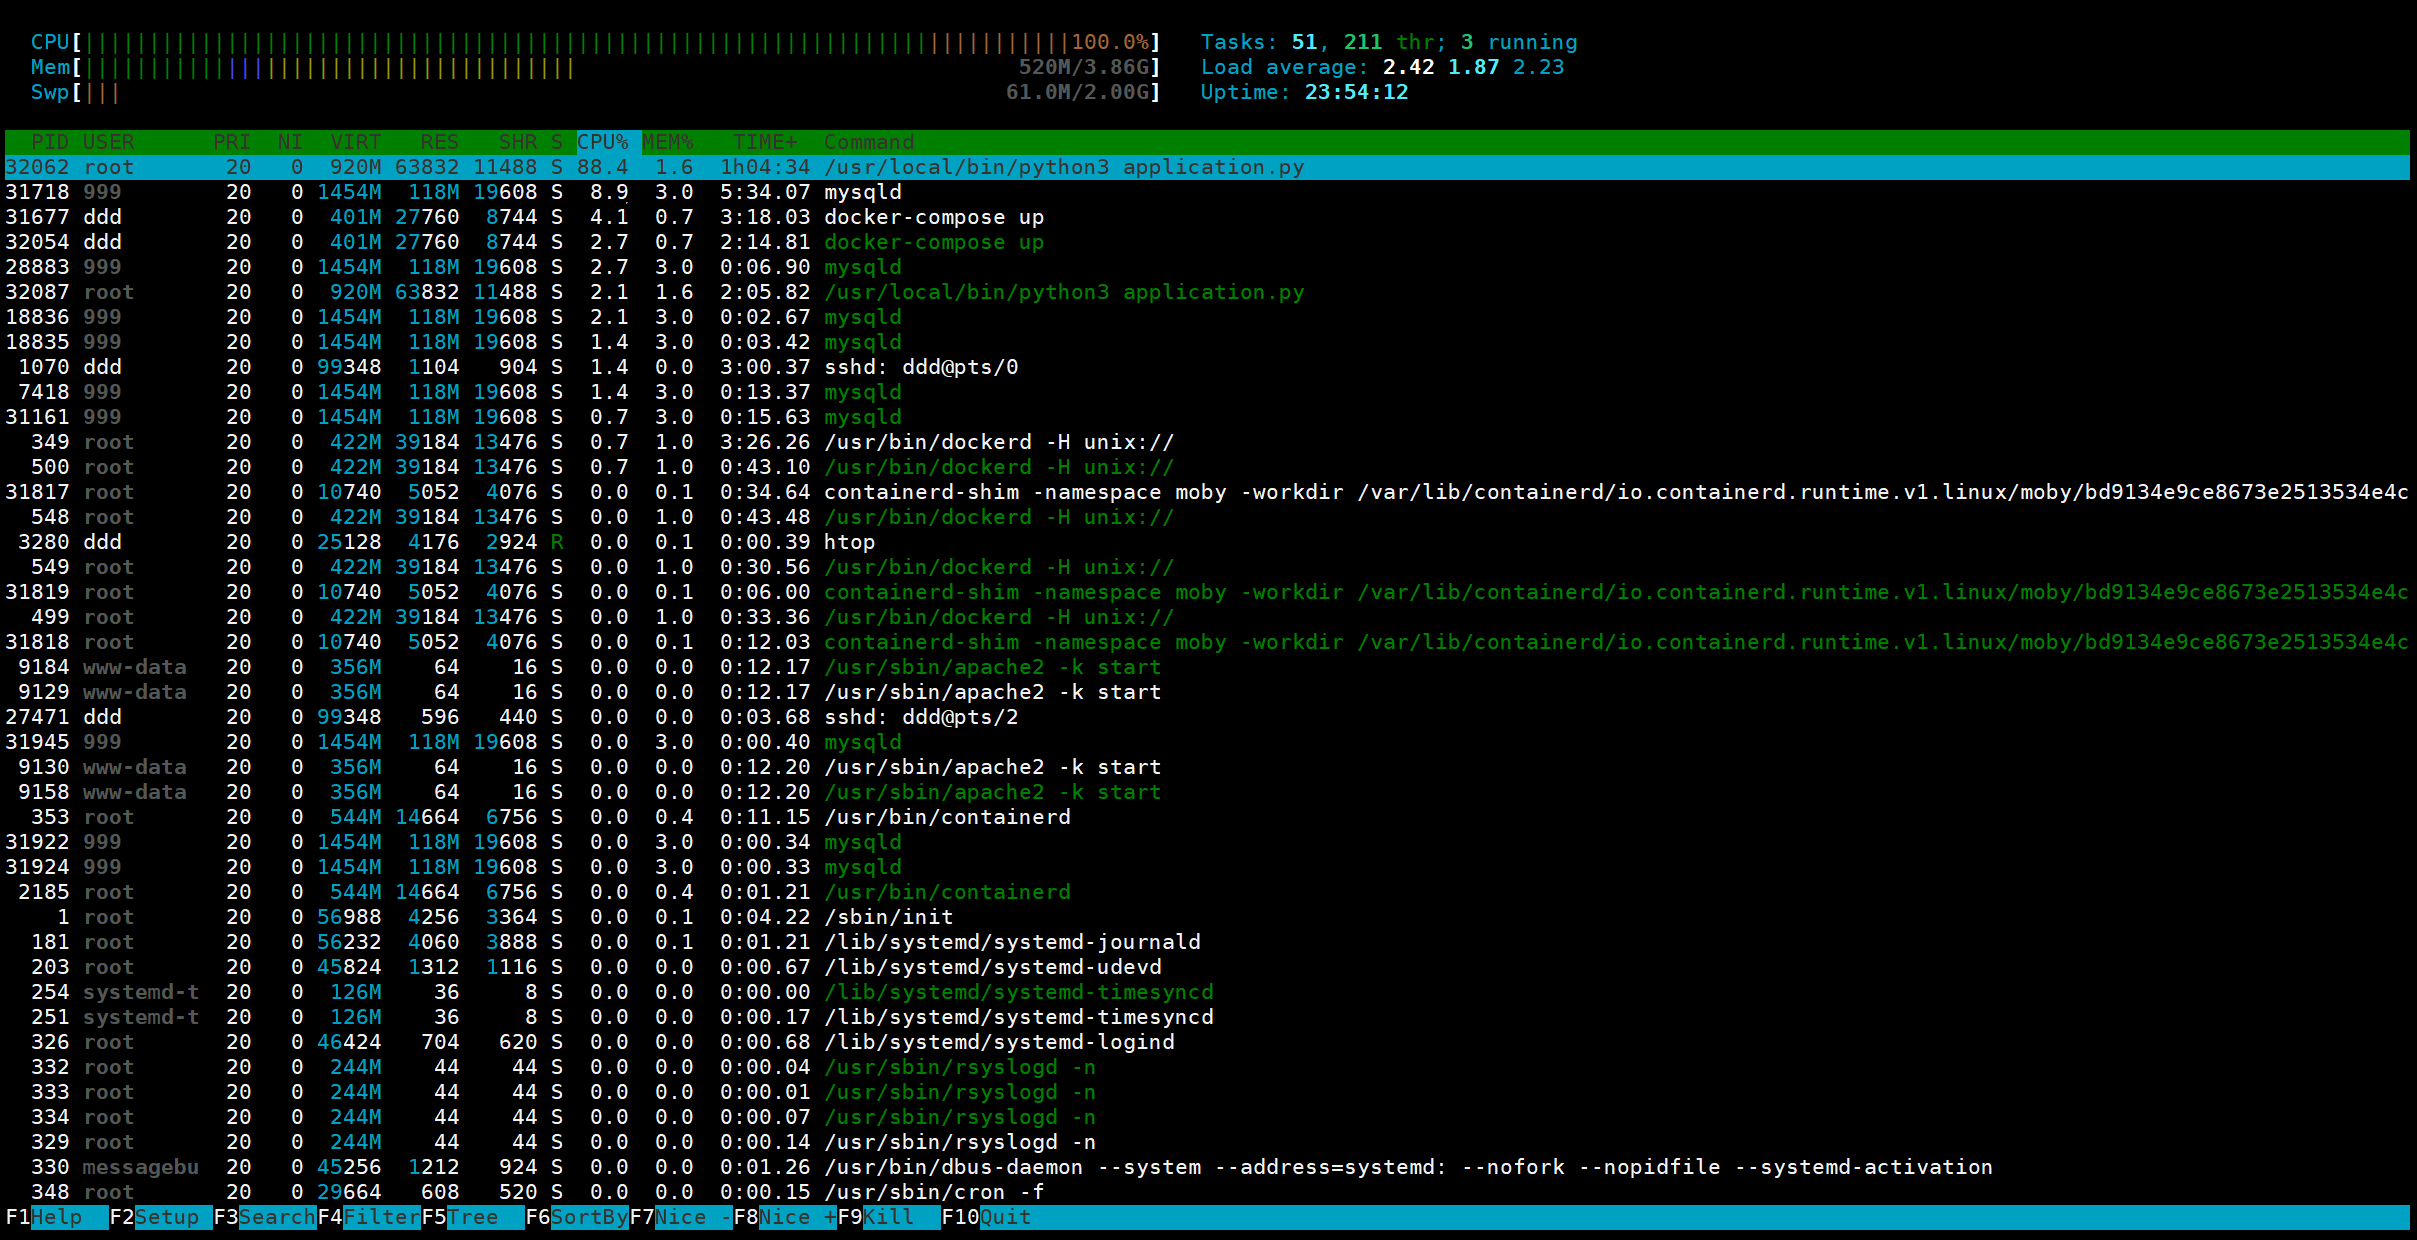 CPU[||||||||||||||||||||||||||||||||||||||||||||||||||||||||||||||||||||||||||||100.0%] Tasks: 51, 211 thr; 3 running
Mem[|||||||||||||||||||||||||||||||||||||| 520M/3.86G] Load average: 2.42 1.87 2.23
Swp[||| 61.0M/2.00G] Uptime: 23:54:12
PID USER PRI NI VIRT RES SHR S CPU% MEM% TIME+ Command
32062 root 20 0 920M 63832 11488 S 88.4 1.6 1h04:34 /usr/local/bin/python3 application.py
31718 999 20 0 1454M 118M 19608 S 8.9 3.0 5:34.07 mysqld
31677 ddd 20 0 401M 27760 8744 S 4.1 0.7 3:18.03 docker-compose up
32054 ddd 20 0 401M 27760 8744 S 2.7 0.7 2:14.81 docker-compose up
28883 999 20 0 1454M 118M 19608 S 2.7 3.0 0:06.90 mysqld
32087 root 20 0 920M 63832 11488 S 2.1 1.6 2:05.82 /usr/local/bin/python3 application.py
18836 999 20 0 1454M 118M 19608 S 2.1 3.0 0:02.67 mysqld
18835 999 20 0 1454M 118M 19608 S 1.4 3.0 0:03.42 mysqld
1070 ddd 20 0 99348 1104 904 S 1.4 0.0 3:00.37 sshd: ddd@pts/0
7418 999 20 0 1454M 118M 19608 S 1.4 3.0 0:13.37 mysqld
31161 999 20 0 1454M 118M 19608 S 0.7 3.0 0:15.63 mysqld
349 root 20 0 422M 39184 13476 S 0.7 1.0 3:26.26 /usr/bin/dockerd -H unix://
500 root 20 0 422M 39184 13476 S 0.7 1.0 0:43.10 /usr/bin/dockerd -H unix://
31817 root 20 0 10740 5052 4076 S 0.0 0.1 0:34.64 containerd-shim -namespace moby -workdir /var/lib/containerd/io.containerd.runtime.v1.linux/moby/bd9134e9ce8673e2513534e4c
548 root 20 0 422M 39184 13476 S 0.0 1.0 0:43.48 /usr/bin/dockerd -H unix://
3280 ddd 20 0 25128 4176 2924 R 0.0 0.1 0:00.39 htop
549 root 20 0 422M 39184 13476 S 0.0 1.0 0:30.56 /usr/bin/dockerd -H unix://
31819 root 20 0 10740 5052 4076 S 0.0 0.1 0:06.00 containerd-shim -namespace moby -workdir /var/lib/containerd/io.containerd.runtime.v1.linux/moby/bd9134e9ce8673e2513534e4c
499 root 20 0 422M 39184 13476 S 0.0 1.0 0:33.36 /usr/bin/dockerd -H unix://
31818 root 20 0 10740 5052 4076 S 0.0 0.1 0:12.03 containerd-shim -namespace moby -workdir /var/lib/containerd/io.containerd.runtime.v1.linux/moby/bd9134e9ce8673e2513534e4c
9184 www-data 20 0 356M 64 16 S 0.0 0.0 0:12.17 /usr/sbin/apache2 -k start
9129 www-data 20 0 356M 64 16 S 0.0 0.0 0:12.17 /usr/sbin/apache2 -k start
27471 ddd 20 0 99348 596 440 S 0.0 0.0 0:03.68 sshd: ddd@pts/2
31945 999 20 0 1454M 118M 19608 S 0.0 3.0 0:00.40 mysqld
9130 www-data 20 0 356M 64 16 S 0.0 0.0 0:12.20 /usr/sbin/apache2 -k start
9158 www-data 20 0 356M 64 16 S 0.0 0.0 0:12.20 /usr/sbin/apache2 -k start
353 root 20 0 544M 14664 6756 S 0.0 0.4 0:11.15 /usr/bin/containerd
31922 999 20 0 1454M 118M 19608 S 0.0 3.0 0:00.34 mysqld
31924 999 20 0 1454M 118M 19608 S 0.0 3.0 0:00.33 mysqld
2185 root 20 0 544M 14664 6756 S 0.0 0.4 0:01.21 /usr/bin/containerd
1 root 20 0 56988 4256 3364 S 0.0 0.1 0:04.22 /sbin/init
181 root 20 0 56232 4060 3888 S 0.0 0.1 0:01.21 /lib/systemd/systemd-journald
203 root 20 0 45824 1312 1116 S 0.0 0.0 0:00.67 /lib/systemd/systemd-udevd
254 systemd-t 20 0 126M 36 8 S 0.0 0.0 0:00.00 /lib/systemd/systemd-timesyncd
251 systemd-t 20 0 126M 36 8 S 0.0 0.0 0:00.17 /lib/systemd/systemd-timesyncd
326 root 20 0 46424 704 620 S 0.0 0.0 0:00.68 /lib/systemd/systemd-logind
332 root 20 0 244M 44 44 S 0.0 0.0 0:00.04 /usr/sbin/rsyslogd -n
333 root 20 0 244M 44 44 S 0.0 0.0 0:00.01 /usr/sbin/rsyslogd -n
334 root 20 0 244M 44 44 S 0.0 0.0 0:00.07 /usr/sbin/rsyslogd -n
329 root 20 0 244M 44 44 S 0.0 0.0 0:00.14 /usr/sbin/rsyslogd -n
330 messagebu 20 0 45256 1212 924 S 0.0 0.0 0:01.26 /usr/bin/dbus-daemon --system --address=systemd: --nofork --nopidfile --systemd-activation
348 root 20 0 29664 608 520 S 0.0 0.0 0:00.15 /usr/sbin/cron -f
F1Help F2Setup F3SearchF4FilterF5Tree F6SortByF7Nice -F8Nice +F9Kill F10Quit